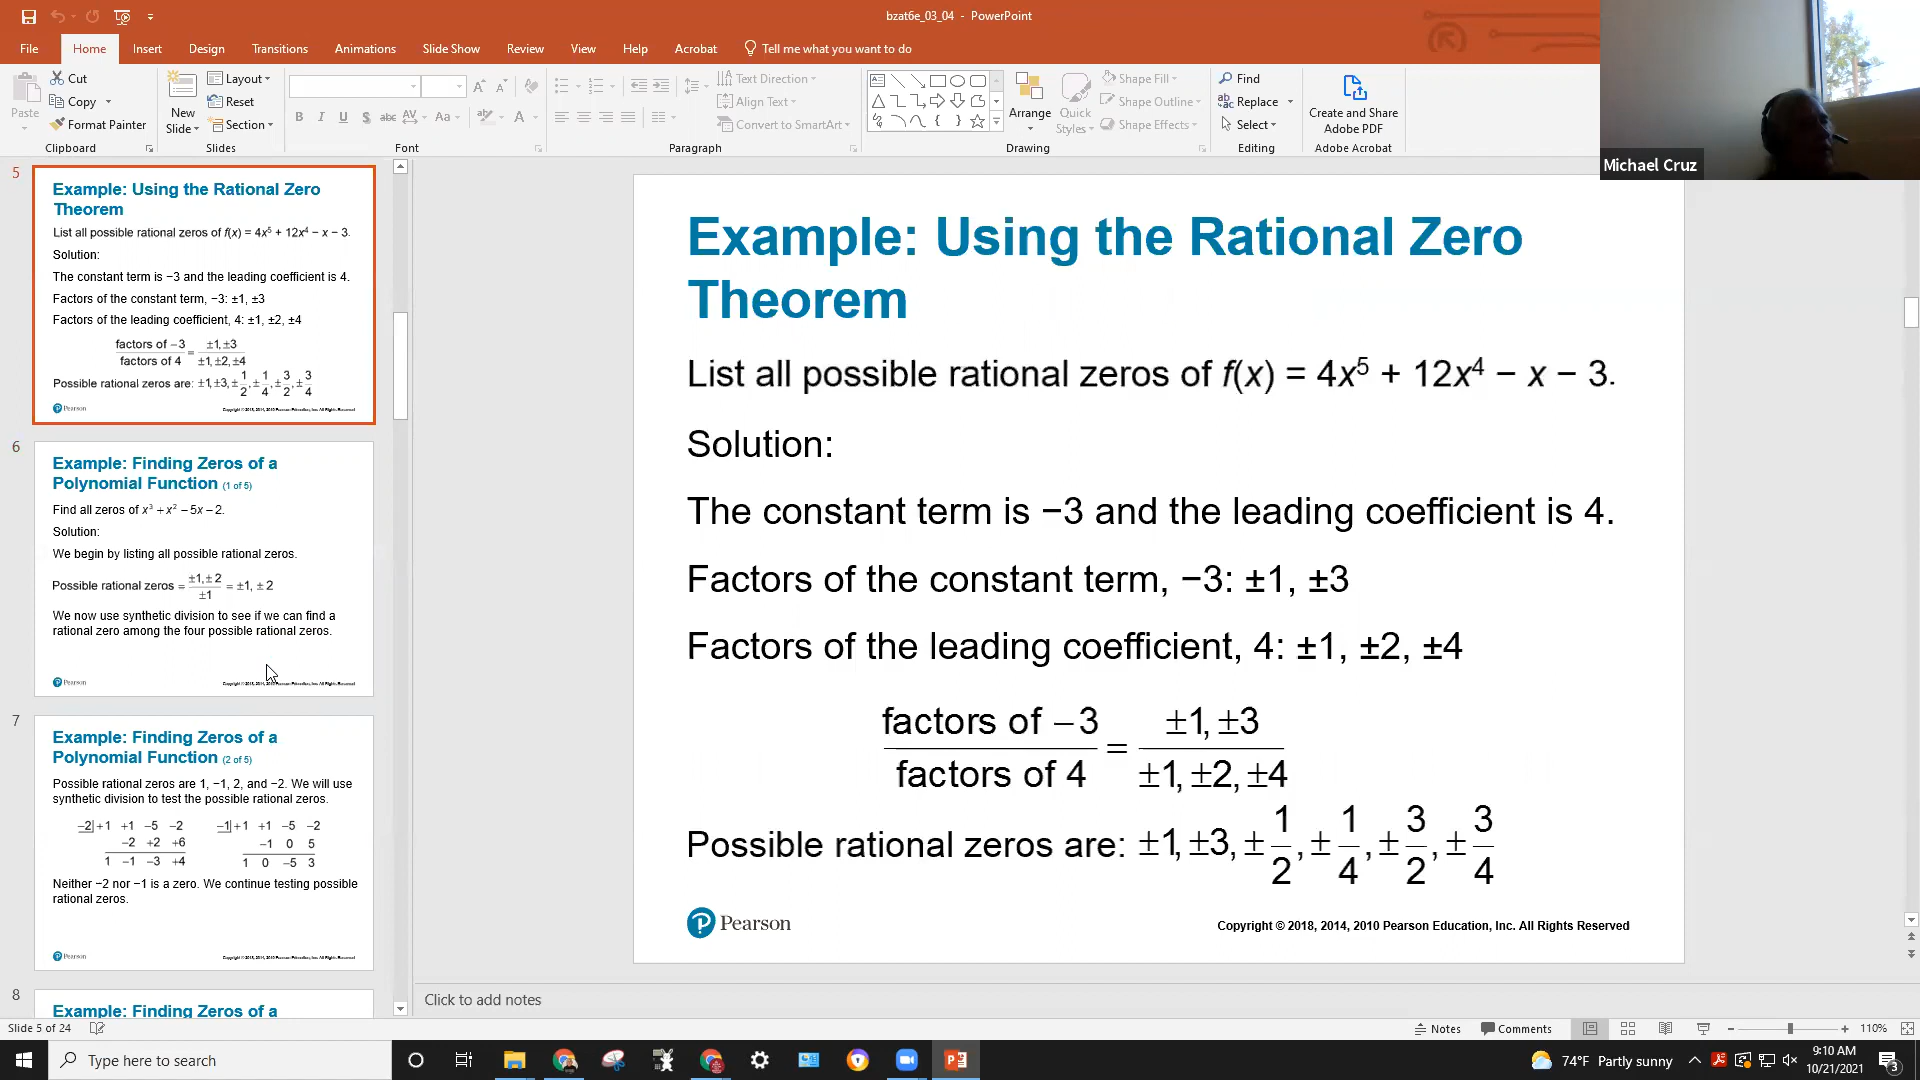 bzat6e_03_04 - PowerPoint
File Home Insert Design Transitions Animations Slide Show Review View Help Acrobat Tell me what you want to do
Paste
Cut
Copy
Format Painter
Clipboard
New Slide
Layout
Reset
Section
Slides
B I U S abc AV Aa A
Font
Text Direction
Align Text
Convert to SmartArt
Paragraph
Arrange
Quick Styles
Shape Fill
Shape Outline
Shape Effects
Drawing
Find
Replace
Select
Editing
Create and Share
Adobe PDF
Adobe Acrobat
Michael Cruz
5
Example: Using the Rational Zero
Theorem
List all possible rational zeros of f(x) = 4x⁵ + 12x⁴ − x − 3.
Solution:
The constant term is −3 and the leading coefficient is 4.
Factors of the constant term, −3: ±1, ±3
Factors of the leading coefficient, 4: ±1, ±2, ±4
factors of −3 / factors of 4 = ±1, ±3 / ±1, ±2, ±4
Possible rational zeros are: ±1, ±3, ±1/2, ±1/4, ±3/2, ±3/4
Pearson
Copyright © 2018, 2014, 2010 Pearson Education, Inc. All Rights Reserved
6
Example: Finding Zeros of a
Polynomial Function (1 of 5)
Find all zeros of x³ + x² − 5x − 2.
Solution:
We begin by listing all possible rational zeros.
Possible rational zeros = ±1, ±2 / ±1 = ±1, ±2
We now use synthetic division to see if we can find a
rational zero among the four possible rational zeros.
Pearson
Copyright © 2018, 2014, 2010 Pearson Education, Inc. All Rights Reserved
7
Example: Finding Zeros of a
Polynomial Function (2 of 5)
Possible rational zeros are 1, −1, 2, and −2. We will use
synthetic division to test the possible rational zeros.
−2| +1 +1 −5 −2 −1| +1 +1 −5 −2
−2 +2 +6 −1 0 5
1 −1 −3 +4 1 0 −5 3
Neither −2 nor −1 is a zero. We continue testing possible
rational zeros.
Pearson
Copyright © 2018, 2014, 2010 Pearson Education, Inc. All Rights Reserved
8
Example: Finding Zeros of a
Example: Using the Rational Zero
Theorem
List all possible rational zeros of f(x) = 4x⁵ + 12x⁴ − x − 3.
Solution:
The constant term is −3 and the leading coefficient is 4.
Factors of the constant term, −3: ±1, ±3
Factors of the leading coefficient, 4: ±1, ±2, ±4
factors of −3 / factors of 4 = ±1, ±3 / ±1, ±2, ±4
Possible rational zeros are: ±1, ±3, ±1/2, ±1/4, ±3/2, ±3/4
Pearson
Copyright © 2018, 2014, 2010 Pearson Education, Inc. All Rights Reserved
Click to add notes
Slide 5 of 24
Notes Comments 110%
Type here to search
74°F Partly sunny
9:10 AM
10/21/2021
3